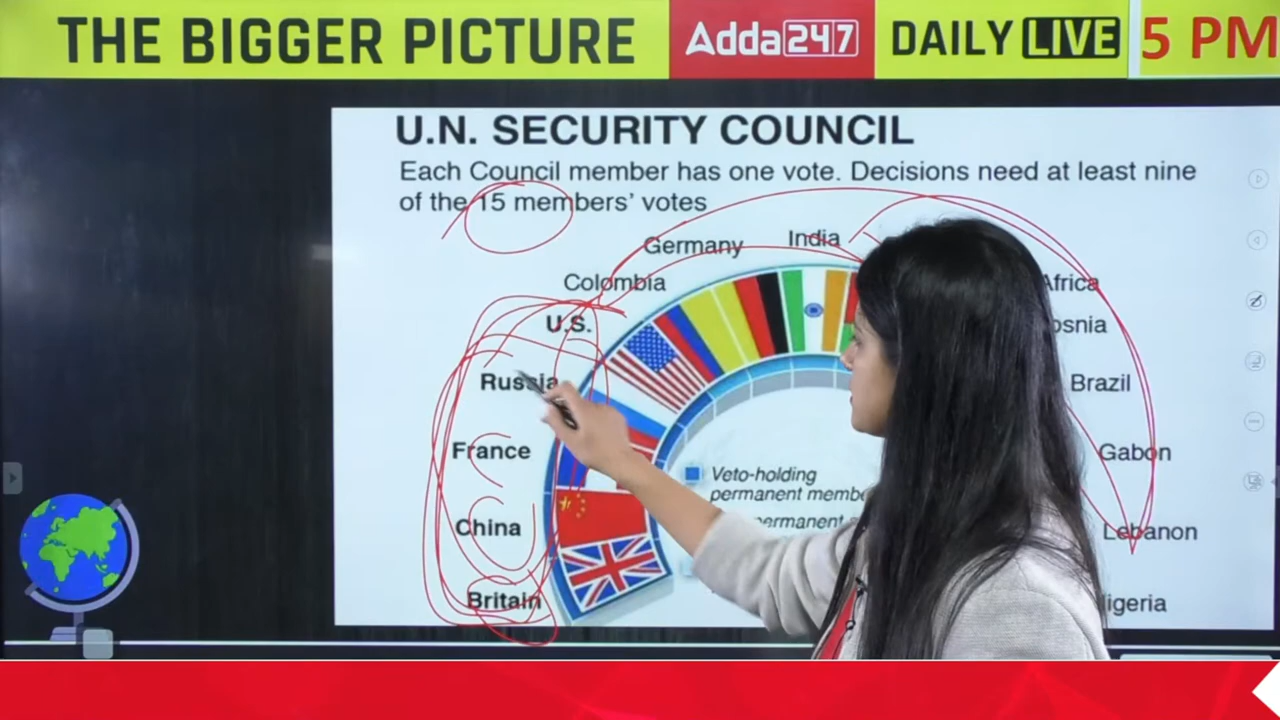 THE BIGGER PICTURE
Adda247
DAILY LIVE
5 PM
U.N. SECURITY COUNCIL
Each Council member has one vote. Decisions need at least nine
of the 15 members' votes
Germany
India
Colombia
U.S.
Russia
France
China
Britain
Africa
Brazil
Gabon
Lebanon
Veto-holding
permanent